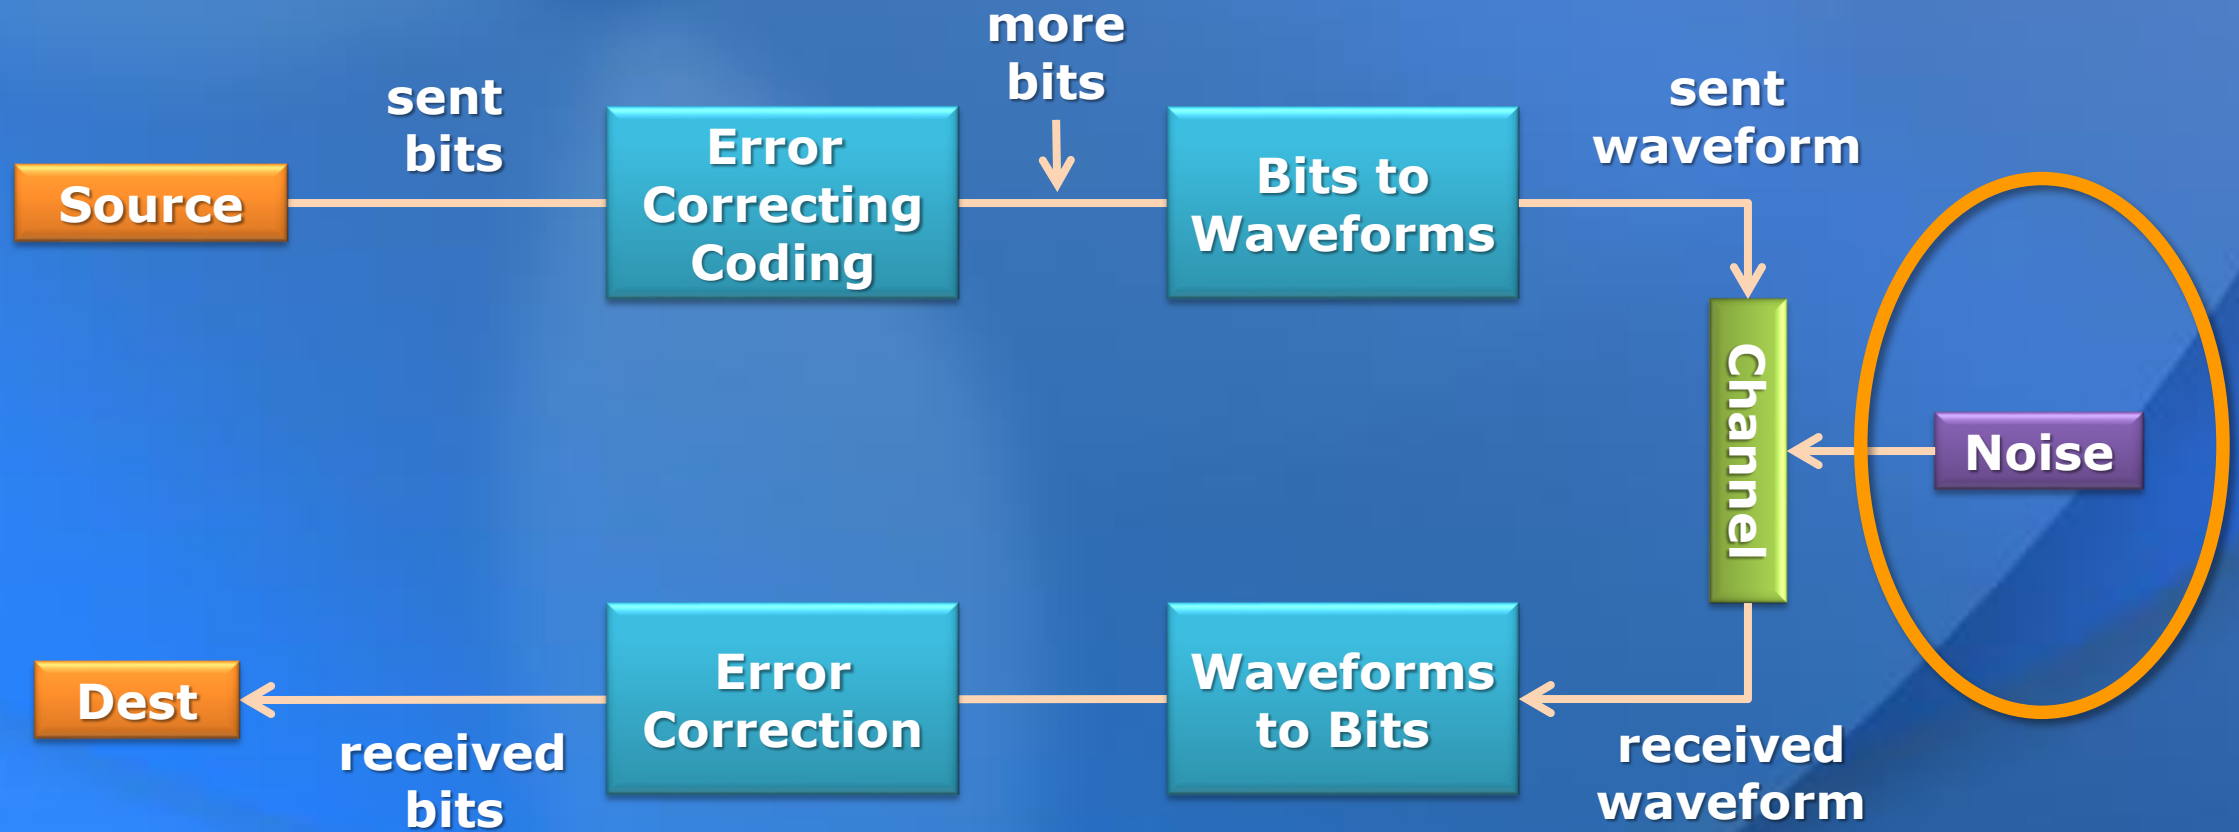 more
bits
sent
bits
sent
waveform
Source
Error
Correcting
Coding
Bits to
Waveforms
Channel
Noise
Dest
Error
Correction
Waveforms
to Bits
received
bits
received
waveform